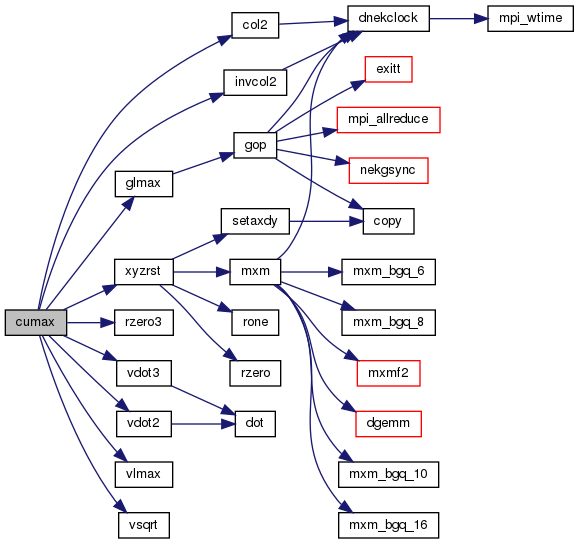 cumax
col2
invcol2
glmax
xyzrst
rzero3
vdot3
vdot2
vlmax
vsqrt
gop
setaxdy
mxm
rone
rzero
dot
dnekclock
exitt
mpi_allreduce
nekgsync
copy
mxm_bgq_6
mxm_bgq_8
mxmf2
dgemm
mxm_bgq_10
mxm_bgq_16
mpi_wtime